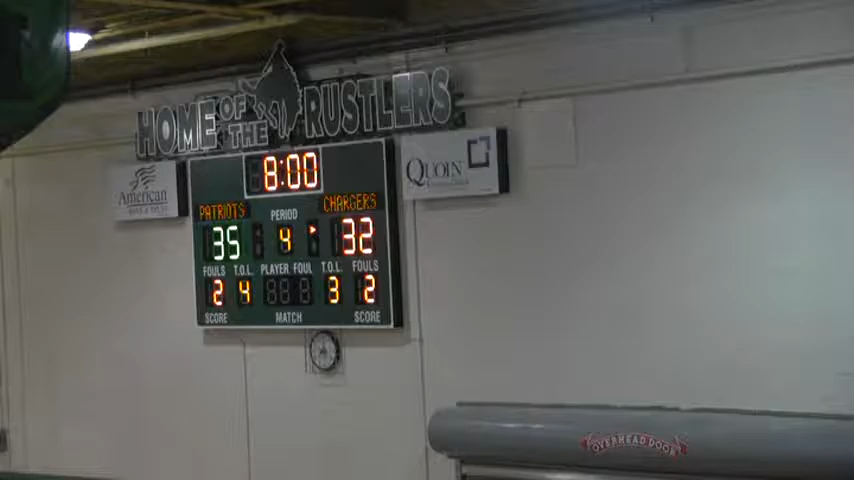 HOME OF THE RUSTLERS
American
QUOIN
8:00
PATRIOTS CHARGERS
PERIOD
35 4 32
FOULS T.O.L. PLAYER FOUL T.O.L. FOULS
2 4 3 2
SCORE MATCH SCORE
OVERHEAD DOOR